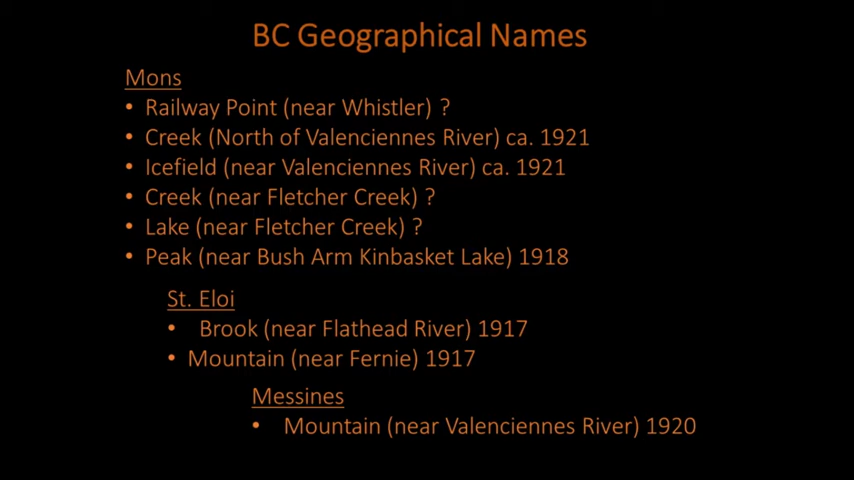 BC Geographical Names
Mons
• Railway Point (near Whistler) ?
• Creek (North of Valenciennes River) ca. 1921
• Icefield (near Valenciennes River) ca. 1921
• Creek (near Fletcher Creek) ?
• Lake (near Fletcher Creek) ?
• Peak (near Bush Arm Kinbasket Lake) 1918
St. Eloi
• Brook (near Flathead River) 1917
• Mountain (near Fernie) 1917
Messines
• Mountain (near Valenciennes River) 1920